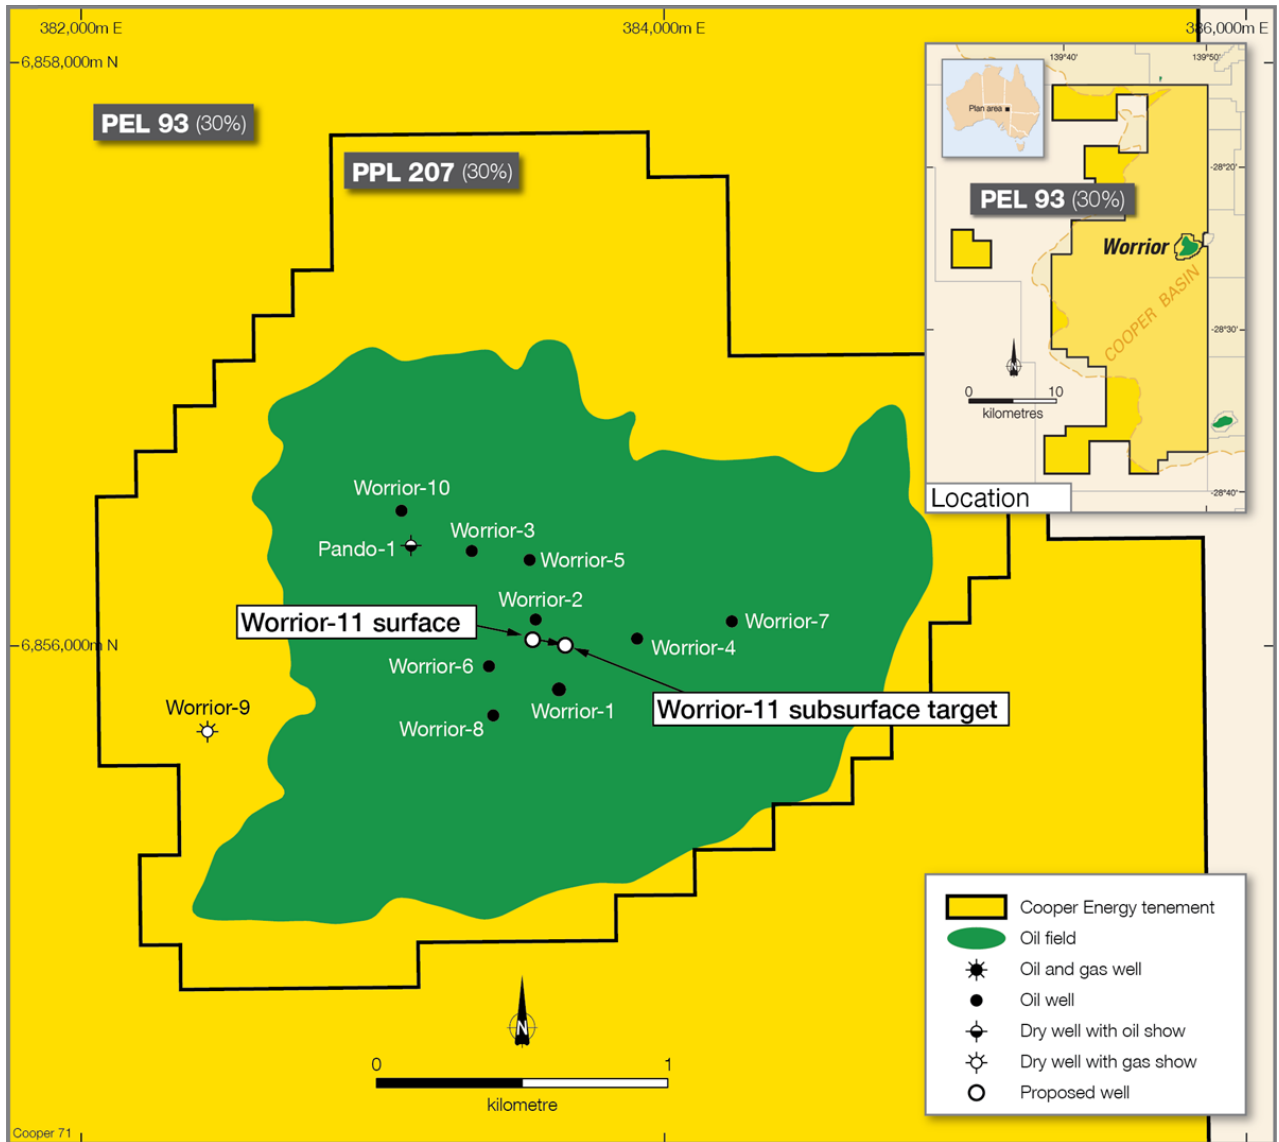 382,000m E
384,000m E
386,000m E
6,858,000m N
PEL 93 (30%)
PPL 207 (30%)
139°40'
139°50'
Plan area
-28°20'
PEL 93 (30%)
Worrior
COOPER BASIN
-28°30'
N
0 10
kilometres
-28°40'
Location
Worrior-10
Worrior-3
Pando-1
Worrior-5
Worrior-2
Worrior-11 surface
Worrior-7
6,856,000m N
Worrior-4
Worrior-6
Worrior-9
Worrior-1
Worrior-11 subsurface target
Worrior-8
N
0 1
kilometre
Cooper Energy tenement
Oil field
Oil and gas well
Oil well
Dry well with oil show
Dry well with gas show
Proposed well
Cooper 71